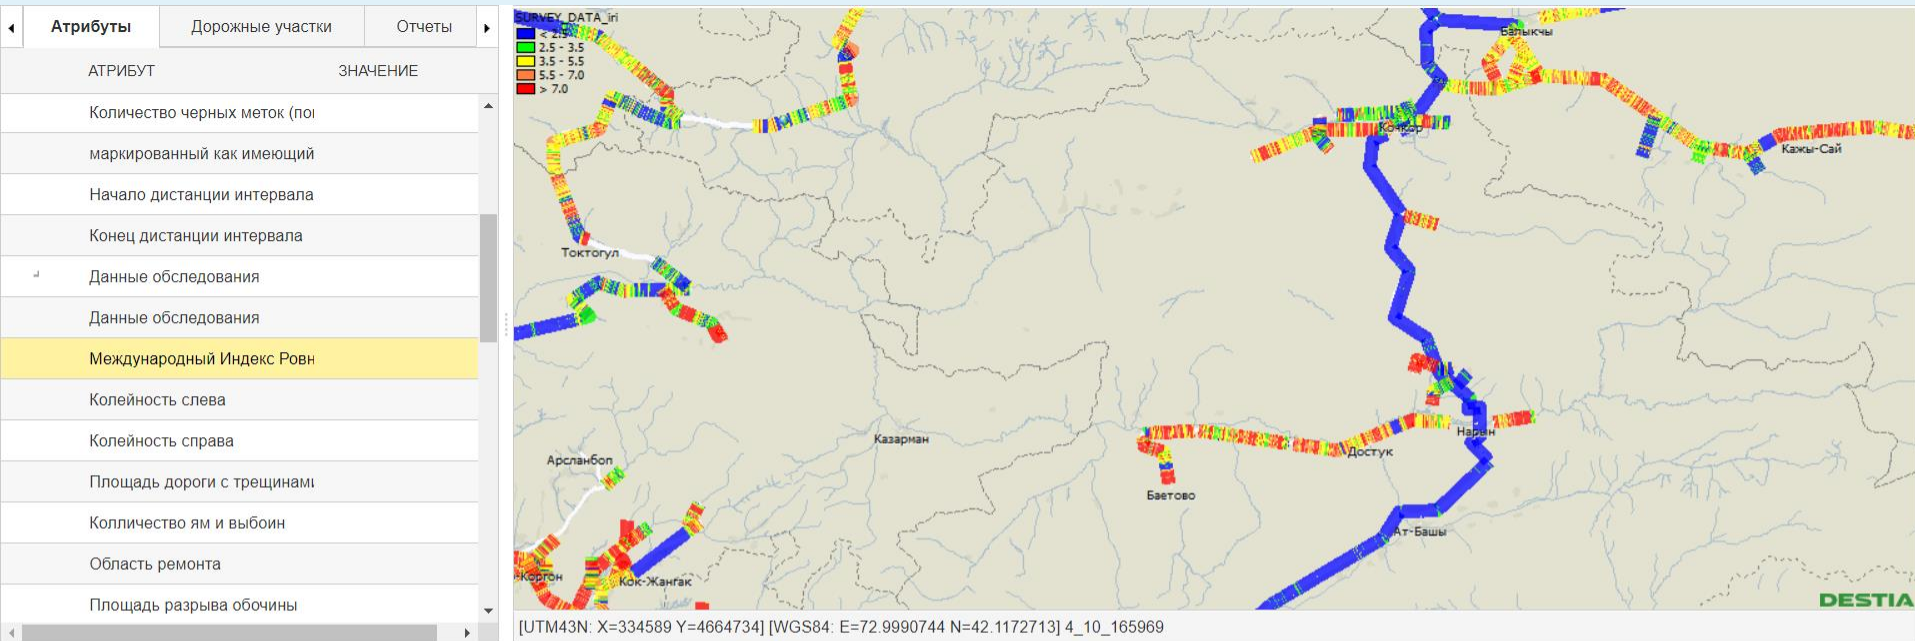 Атрибуты
Дорожные участки
Отчеты
АТРИБУТ
ЗНАЧЕНИЕ
Количество черных меток (по
маркированный как имеющий
Начало дистанции интервала
Конец дистанции интервала
Данные обследования
Данные обследования
Международный Индекс Ровн
Колейность слева
Колейность справа
Площадь дороги с трещинами
Колличество ям и выбоин
Область ремонта
Площадь разрыва обочины
SURVEY_DATA_iri
< 2.5
2.5 - 3.5
3.5 - 5.5
5.5 - 7.0
> 7.0
Балыкчы
Кочкор
Кажы-Сай
Токтогул
Казарман
Нарын
Достук
Арсланбоп
Баетово
Ат-Башы
-Коргон
Кок-Жангак
DESTIA
[UTM43N: X=334589 Y=4664734] [WGS84: E=72.9990744 N=42.1172713] 4_10_165969